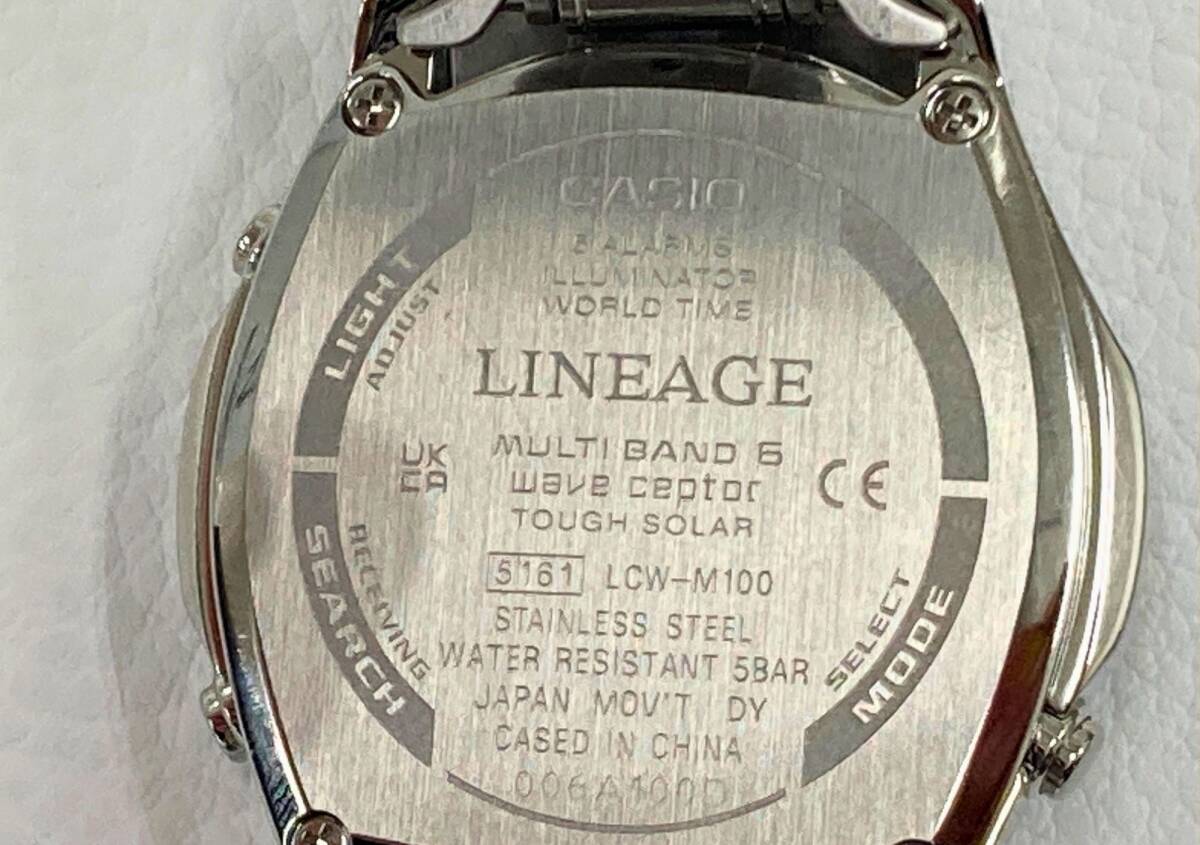 CASIO
5 ALARMS
ILLUMINATOR
WORLD TIME
LIGHT
ADJUST
LINEAGE
MULTI BAND 6
wave ceptor
TOUGH SOLAR
UK
CA
CE
5161 LCW-M100
STAINLESS STEEL
WATER RESISTANT 5BAR
JAPAN MOV'T DY
CASED IN CHINA
RECEIVING
SEARCH
SELECT
MODE